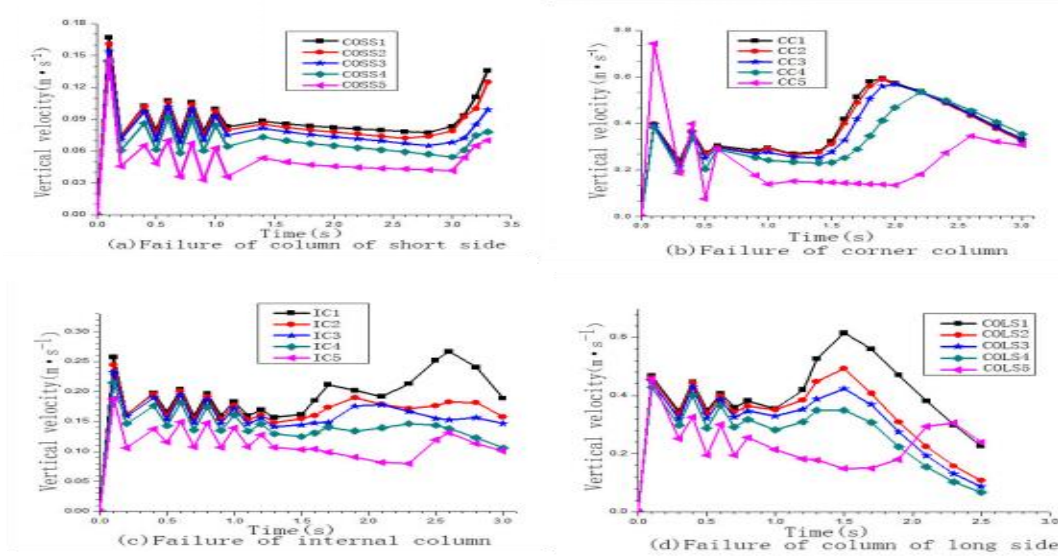 0.18
0.15
0.12
0.09
0.06
0.03
0.00
Vertical velocity(m·s⁻¹)
COSS1
COSS2
COSS3
COSS4
COSS5
0.0 0.5 1.0 1.5 2.0 2.5 3.0 3.5
Time(s)
(a)Failure of column of short side
0.8
0.6
0.4
0.2
0.0
Vertical velocity(m·s⁻¹)
CC1
CC2
CC3
CC4
CC5
0.0 0.5 1.0 1.5 2.0 2.5 3.0
Time(s)
(b)Failure of corner column
0.30
0.25
0.20
0.15
0.10
0.05
0.00
Vertical velocity(m·s⁻¹)
IC1
IC2
IC3
IC4
IC5
0.0 0.5 1.0 1.5 2.0 2.5 3.0
Time(s)
(c)Failure of internal column
0.6
0.4
0.2
0.0
Vertical velocity(m·s⁻¹)
COLS1
COLS2
COLS3
COLS4
COLS5
0.0 0.5 1.0 1.5 2.0 2.5 3.0
Time(s)
(d)Failure of column of long side